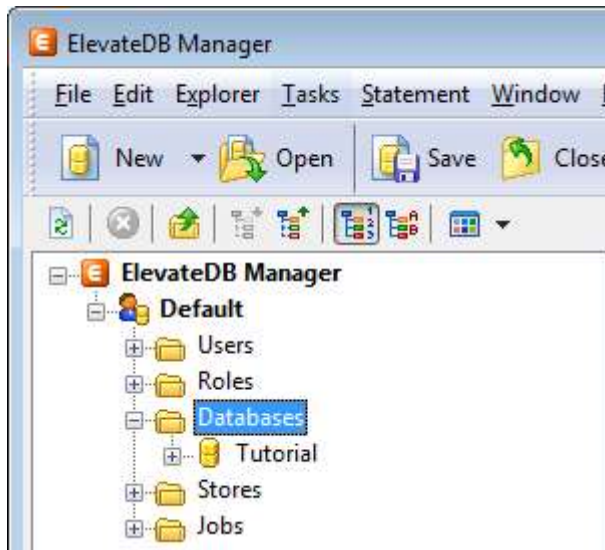 ElevateDB Manager
File Edit Explorer Tasks Statement Window
New Open Save Close
ElevateDB Manager
Default
Users
Roles
Databases
Tutorial
Stores
Jobs